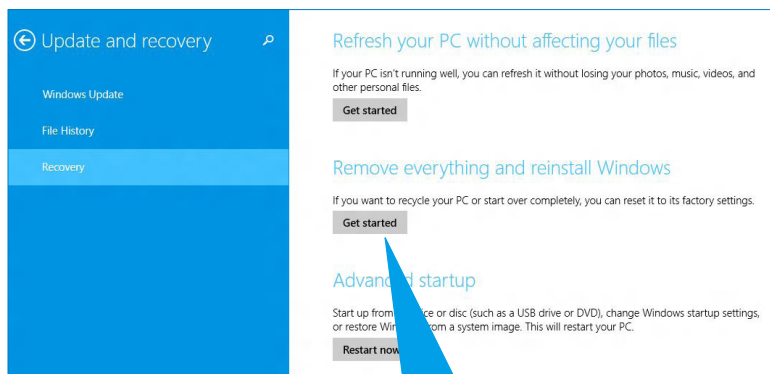 Update and recovery
Windows Update
File History
Recovery
Refresh your PC without affecting your files
If your PC isn't running well, you can refresh it without losing your photos, music, videos, and
other personal files.
Get started
Remove everything and reinstall Windows
If you want to recycle your PC or start over completely, you can reset it to its factory settings.
Get started
Advanced startup
Start up from ce or disc (such as a USB drive or DVD), change Windows startup settings,
or restore Win om a system image. This will restart your PC.
Restart now